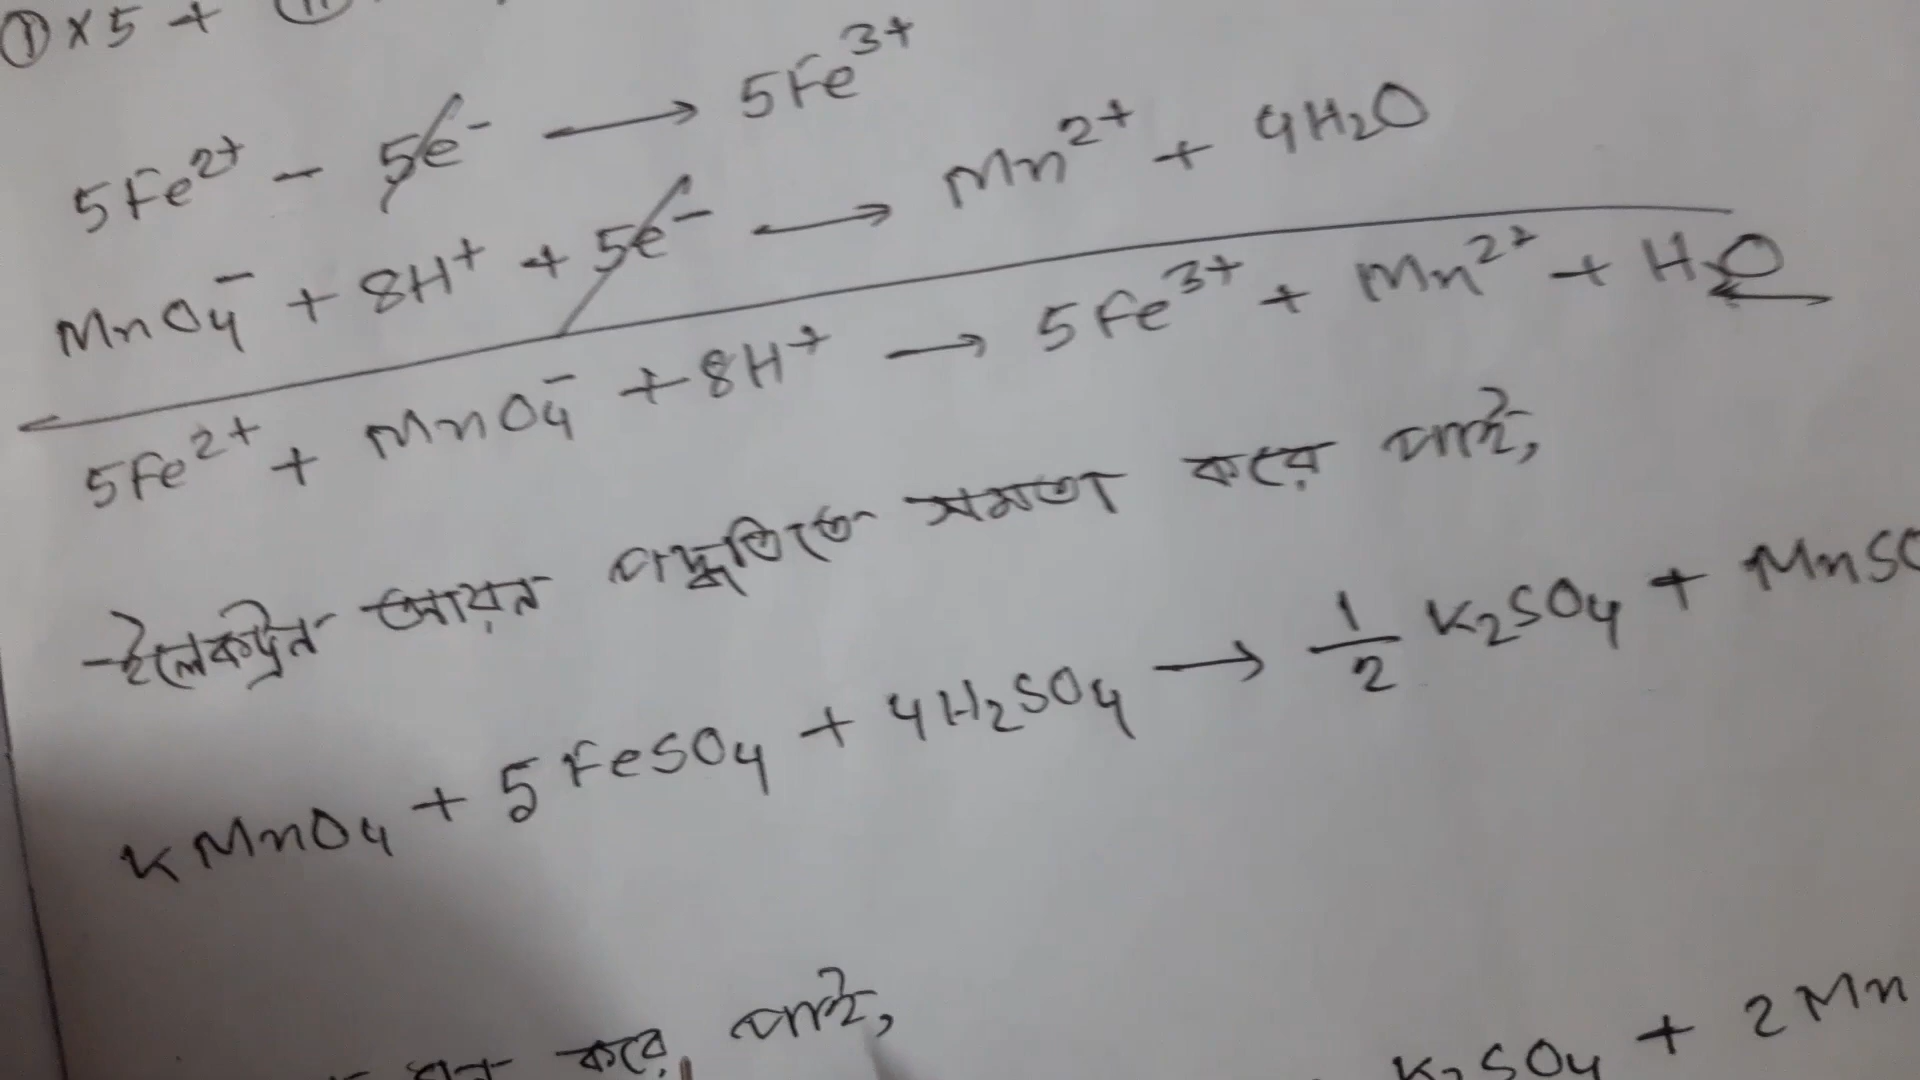 ① × 5 +
5Fe²⁺ – 5e⁻ → 5Fe³⁺
MnO₄⁻ + 8H⁺ + 5e⁻ → Mn²⁺ + 4H₂O
5Fe²⁺ + MnO₄⁻ + 8H⁺ → 5Fe³⁺ + Mn²⁺ + H₂O
ইলেকট্রন আয়ন পদ্ধতিতে সমতা করে পাই,
KMnO₄ + 5FeSO₄ + 4H₂SO₄ → ½ K₂SO₄ + MnSO
করে পাই,
K₂SO₄ + 2Mn